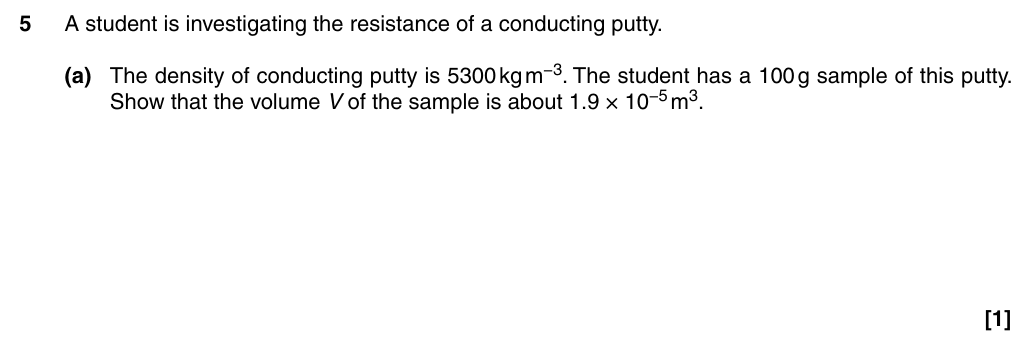 5 A student is investigating the resistance of a conducting putty.
(a) The density of conducting putty is 5300 kg m⁻³. The student has a 100 g sample of this putty.
Show that the volume V of the sample is about 1.9 × 10⁻⁵ m³.
[1]